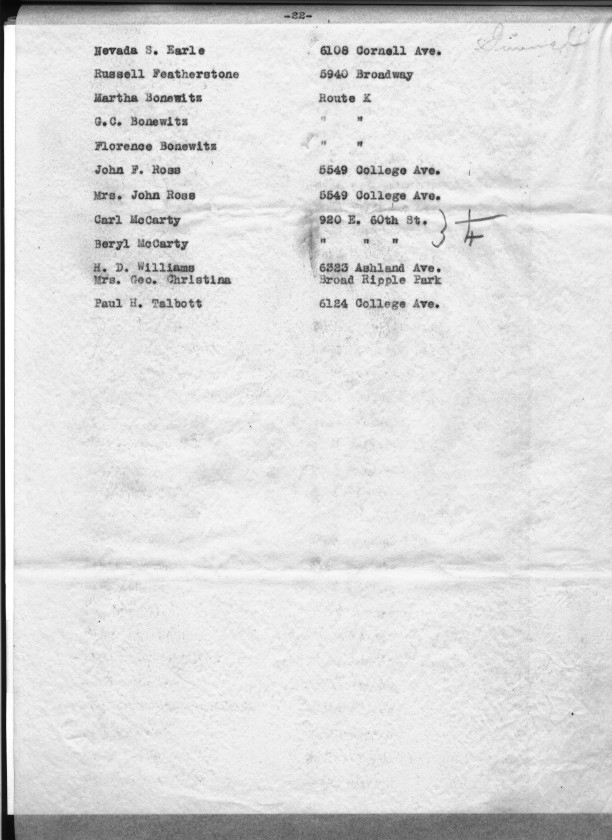 -22-
Nevada S. Earle 6108 Cornell Ave.
Russell Featherstone 5940 Broadway
Martha Bonewitz Route K
G.C. Bonewitz " "
Florence Bonewitz " "
John F. Ross 5549 College Ave.
Mrs. John Ross 5549 College Ave.
Carl McCarty 920 E. 60th St.
Beryl McCarty " " "
H. D. Williams 6323 Ashland Ave.
Mrs. Geo. Christina Broad Ripple Park
Paul H. Talbott 6124 College Ave.